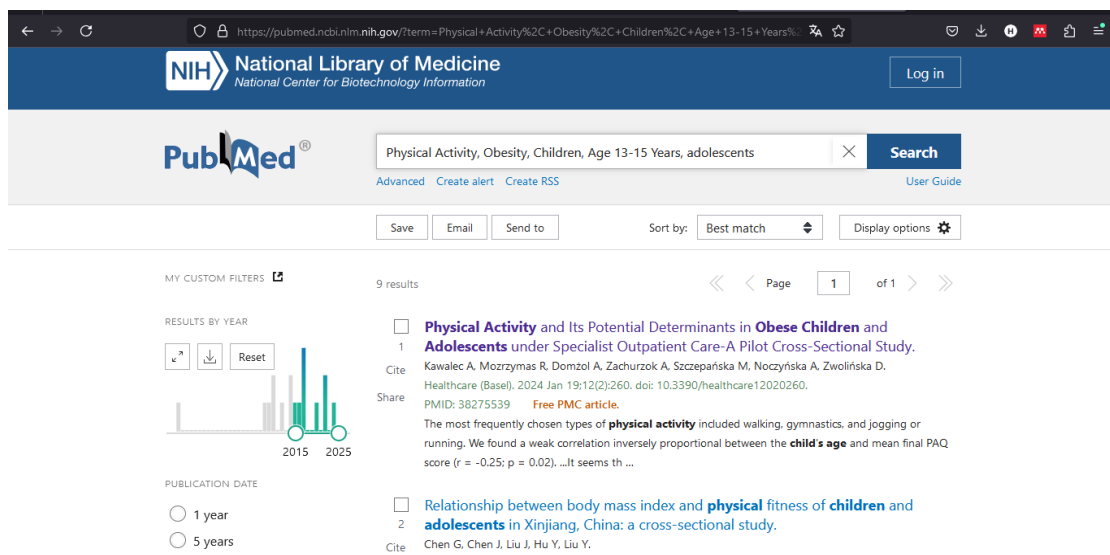 https://pubmed.ncbi.nlm.nih.gov/?term=Physical+Activity%2C+Obesity%2C+Children%2C+Age+13-15+Years%2
NIH
National Library of Medicine
National Center for Biotechnology Information
Log in
PubMed®
Physical Activity, Obesity, Children, Age 13-15 Years, adolescents
Search
Advanced Create alert Create RSS
User Guide
Save Email Send to
Sort by: Best match
Display options
MY CUSTOM FILTERS
9 results
Page 1 of 1
RESULTS BY YEAR
Reset
2015 2025
PUBLICATION DATE
1 year
5 years
1
Cite
Share
Physical Activity and Its Potential Determinants in Obese Children and
Adolescents under Specialist Outpatient Care-A Pilot Cross-Sectional Study.
Kawalec A, Mozrzymas R, Domżol A, Zachurzok A, Szczepańska M, Noczyńska A, Zwolińska D.
Healthcare (Basel). 2024 Jan 19;12(2):260. doi: 10.3390/healthcare12020260.
PMID: 38275539 Free PMC article.
The most frequently chosen types of physical activity included walking, gymnastics, and jogging or
running. We found a weak correlation inversely proportional between the child's age and mean final PAQ
score (r = -0.25; p = 0.02). ...It seems th ...
2
Cite
Relationship between body mass index and physical fitness of children and
adolescents in Xinjiang, China: a cross-sectional study.
Chen G, Chen J, Liu J, Hu Y, Liu Y.